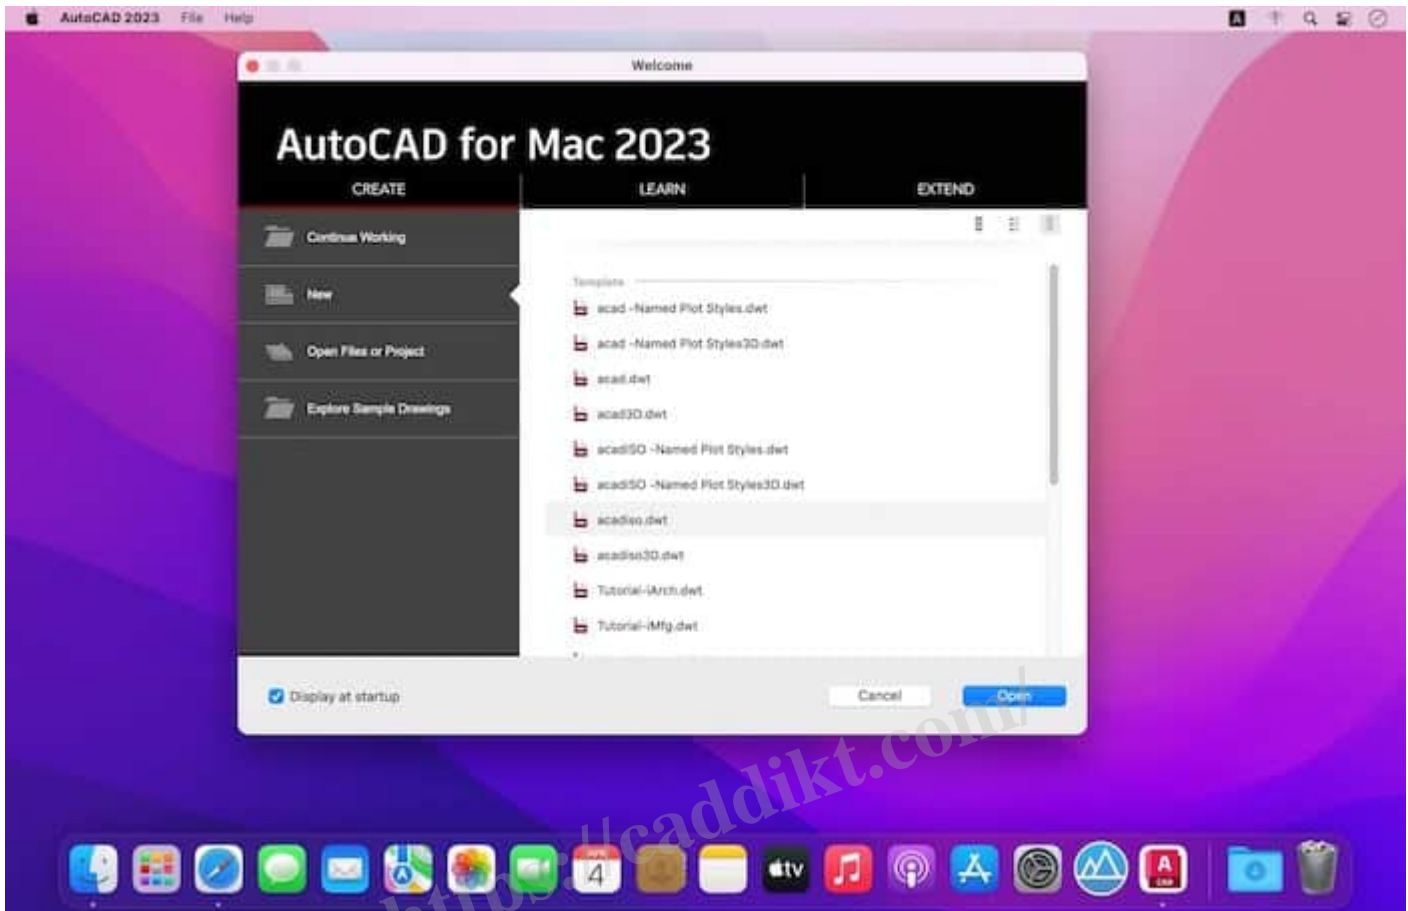 AutoCAD 2023 File Help
Welcome
AutoCAD for Mac 2023
CREATE LEARN EXTEND
Continue Working
New
Open Files or Project
Explore Sample Drawings
Template
acad -Named Plot Styles.dwt
acad -Named Plot Styles3D.dwt
acad.dwt
acad3D.dwt
acadISO -Named Plot Styles.dwt
acadISO -Named Plot Styles3D.dwt
acadiso.dwt
acadiso3D.dwt
Tutorial-iArch.dwt
Tutorial-iMfg.dwt
Display at startup Cancel Open
https://caddikt.com/
4
tv
A